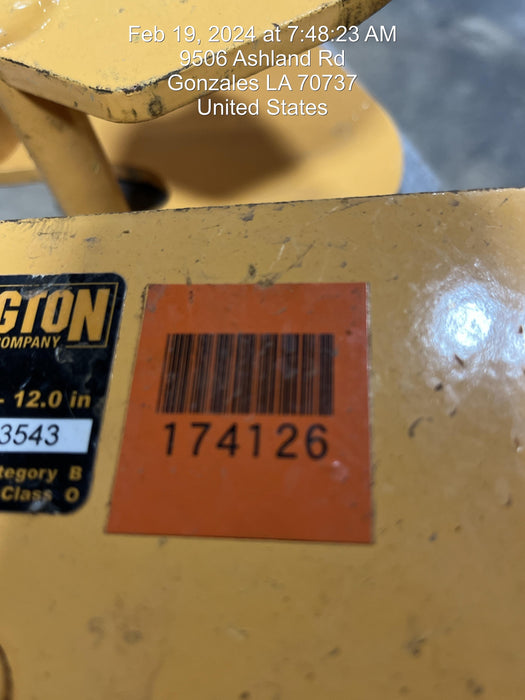 Feb 19, 2024 at 7:48:23 AM
9506 Ashland Rd
Gonzales LA 70737
United States
GTON
COMPANY
- 12.0 in
3543
tegory B
Class O
174126